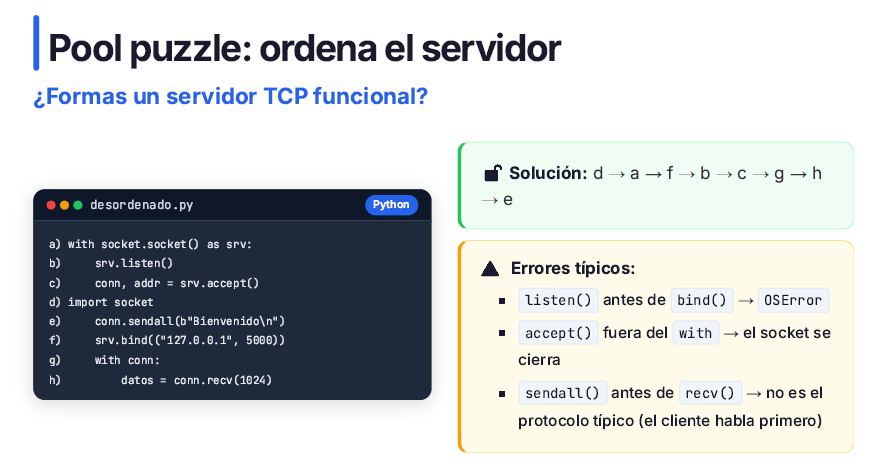 Pool puzzle: ordena el servidor
¿Formas un servidor TCP funcional?
desordenado.py
Python
a) with socket.socket() as srv:
b)     srv.listen()
c)     conn, addr = srv.accept()
d) import socket
e)     conn.sendall(b"Bienvenido\n")
f)     srv.bind(("127.0.0.1", 5000))
g)     with conn:
h)         datos = conn.recv(1024)
Solución: d → a → f → b → c → g → h
→ e
Errores típicos:
listen() antes de bind() → OSError
accept() fuera del with → el socket se
cierra
sendall() antes de recv() → no es el
protocolo típico (el cliente habla primero)